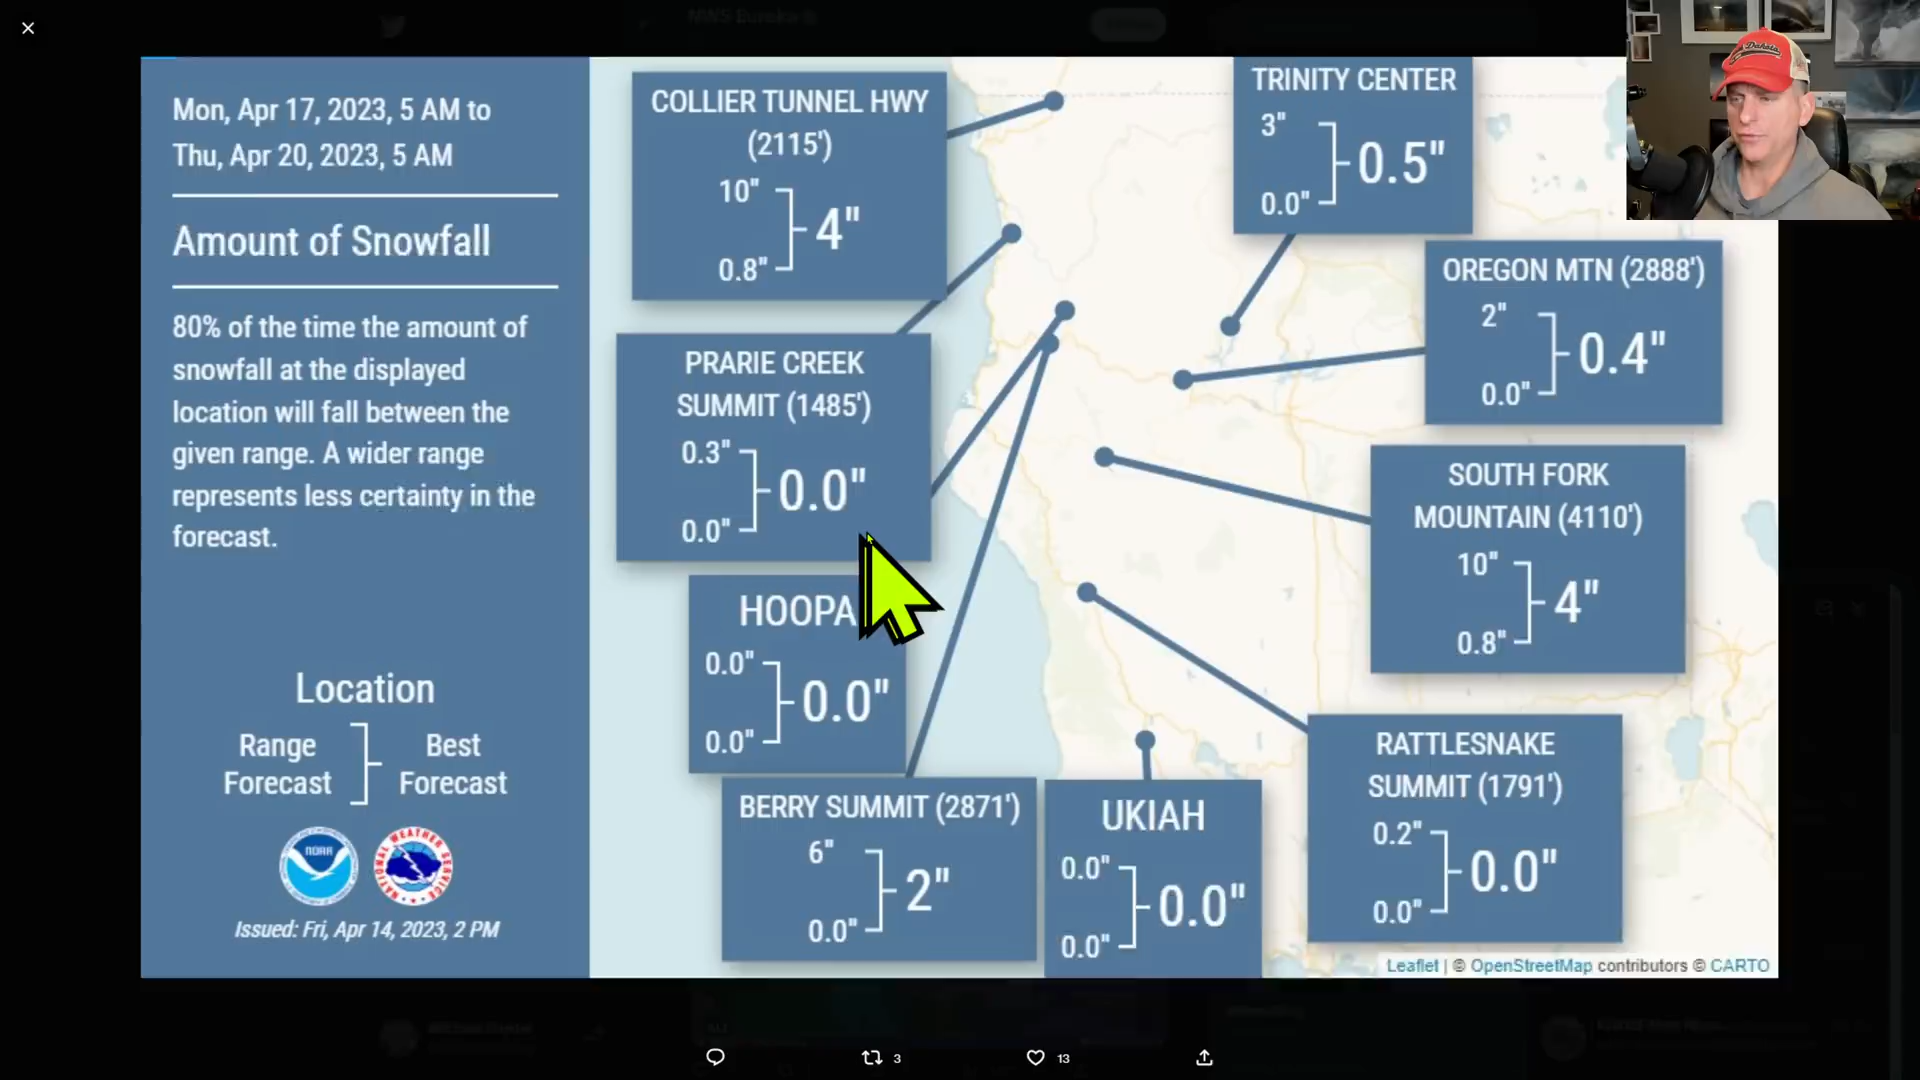 NWS Eureka
Mon, Apr 17, 2023, 5 AM to
Thu, Apr 20, 2023, 5 AM
Amount of Snowfall
80% of the time the amount of
snowfall at the displayed
location will fall between the
given range. A wider range
represents less certainty in the
forecast.
Location
Range
Forecast
Best
Forecast
NOAA
NATIONAL WEATHER SERVICE
Issued: Fri, Apr 14, 2023, 2 PM
COLLIER TUNNEL HWY
(2115')
10"
4"
0.8"
PRARIE CREEK
SUMMIT (1485')
0.3"
0.0"
0.0"
HOOPA
0.0"
0.0"
0.0"
BERRY SUMMIT (2871')
6"
2"
0.0"
UKIAH
0.0"
0.0"
0.0"
TRINITY CENTER
3"
0.5"
0.0"
OREGON MTN (2888')
2"
0.4"
0.0"
SOUTH FORK
MOUNTAIN (4110')
10"
4"
0.8"
RATTLESNAKE
SUMMIT (1791')
0.2"
0.0"
0.0"
Leaflet | © OpenStreetMap contributors © CARTO
3
13